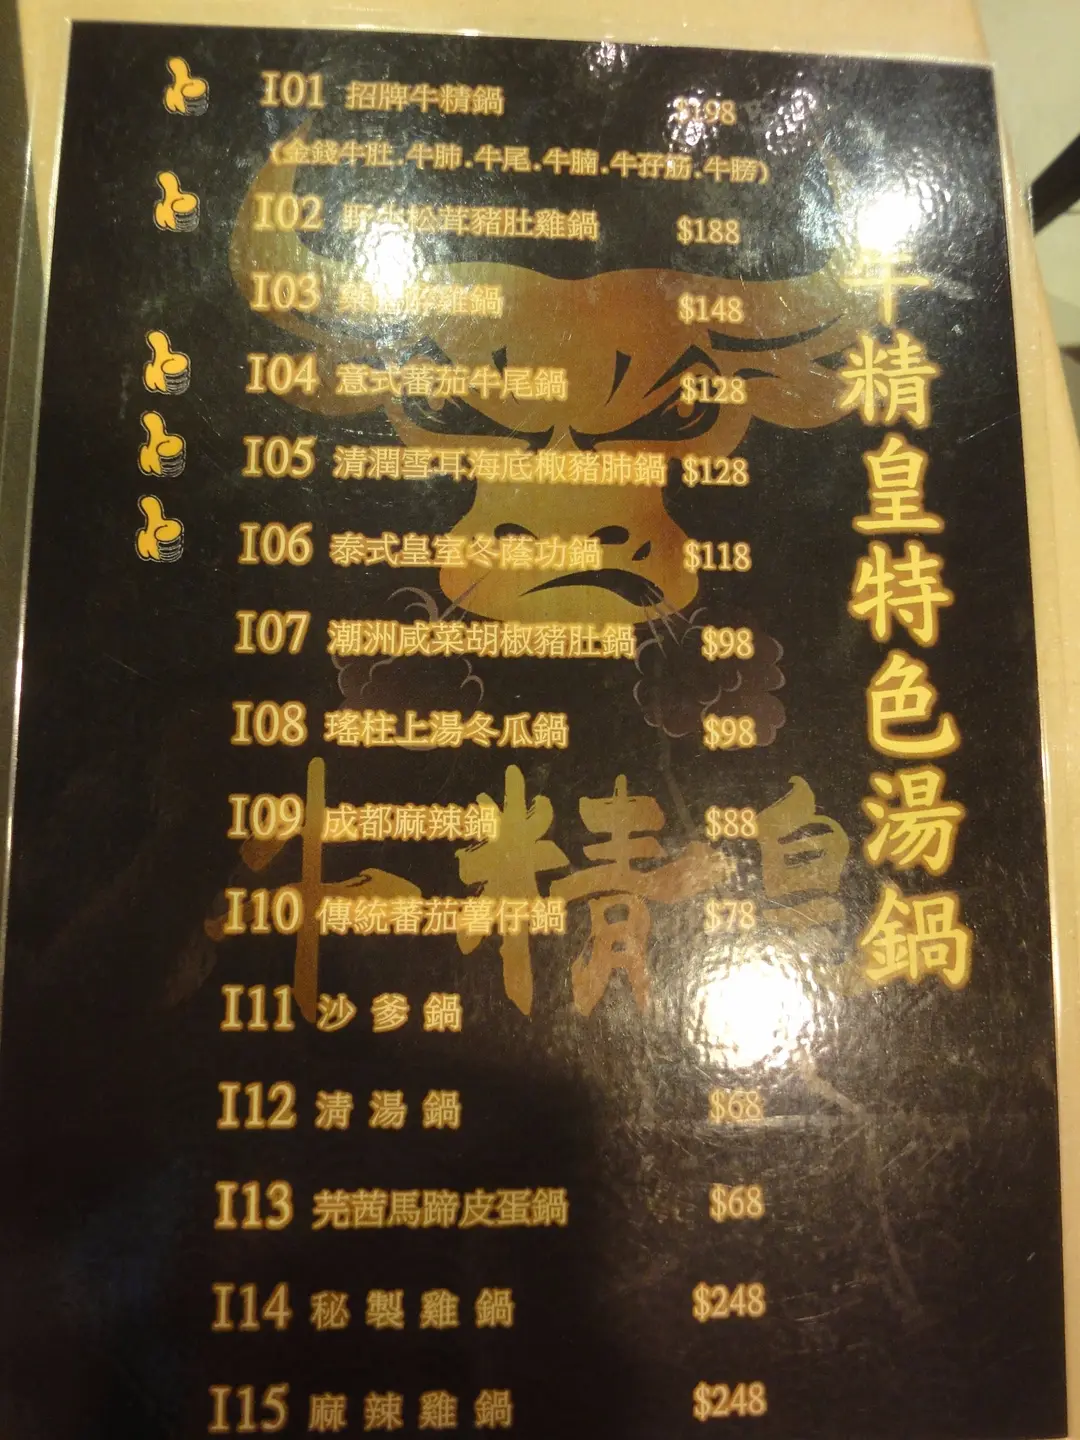 牛精皇特色湯鍋
I01 招牌牛精鍋 $198
(金錢牛肚.牛肺.牛尾.牛腩.牛孖筋.牛膀)
I02 野生松茸豬肚雞鍋 $188
I03 雞鍋 $148
I04 意式蕃茄牛尾鍋 $128
I05 清潤雪耳海底椰豬肺鍋 $128
I06 泰式皇室冬蔭功鍋 $118
I07 潮洲咸菜胡椒豬肚鍋 $98
I08 瑤柱上湯冬瓜鍋 $98
I09 成都麻辣鍋 $88
I10 傳統蕃茄薯仔鍋 $78
I11 沙爹鍋
I12 清湯鍋 $68
I13 芫茜馬蹄皮蛋鍋 $68
I14 秘製雞鍋 $248
I15 麻辣雞鍋 $248
牛精皇